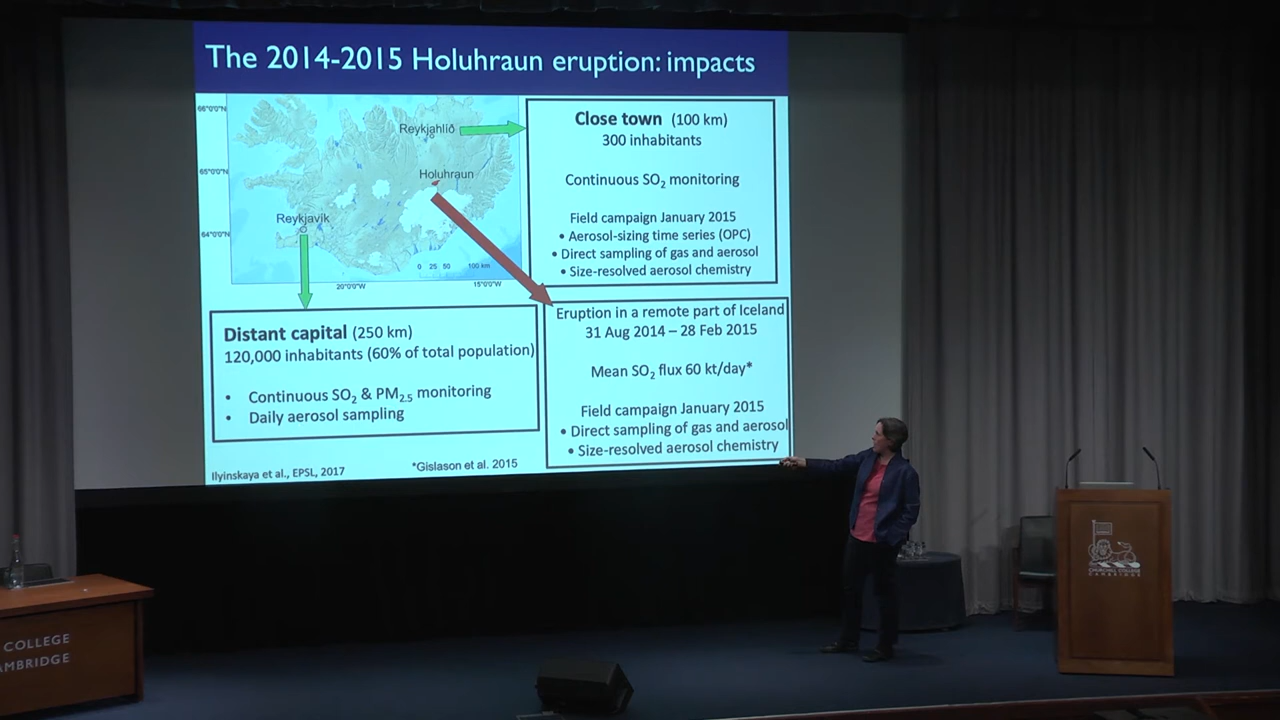 The 2014-2015 Holuhraun eruption: impacts
66°0'0"N
65°0'0"N
64°0'0"N
Reykjahlíð
Holuhraun
Reykjavík
0 25 50 100 km
20°0'0"W
15°0'0"W
Close town (100 km)
300 inhabitants
Continuous SO₂ monitoring
Field campaign January 2015
• Aerosol-sizing time series (OPC)
• Direct sampling of gas and aerosol
• Size-resolved aerosol chemistry
Distant capital (250 km)
120,000 inhabitants (60% of total population)
• Continuous SO₂ & PM₂.₅ monitoring
• Daily aerosol sampling
Eruption in a remote part of Iceland
31 Aug 2014 – 28 Feb 2015
Mean SO₂ flux 60 kt/day*
Field campaign January 2015
• Direct sampling of gas and aerosol
• Size-resolved aerosol chemistry
Ilyinskaya et al., EPSL, 2017
*Gislason et al. 2015
COLLEGE
AMBRIDGE
CHURCHILL COLLEGE
CAMBRIDGE